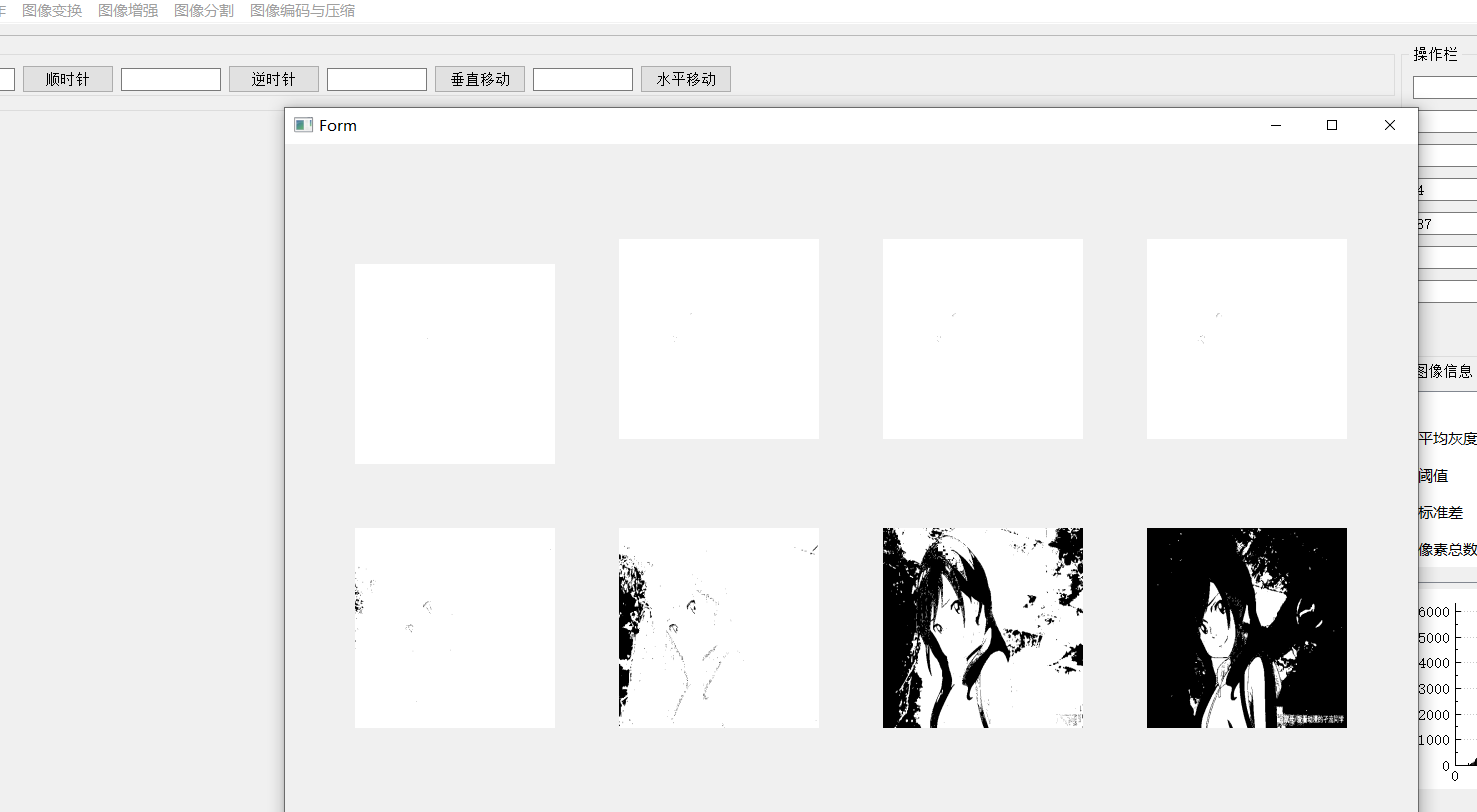 图像变换 图像增强 图像分割 图像编码与压缩
操作栏
顺时针 逆时针 垂直移动 水平移动
Form
4
87
图像信息
平均灰度
阈值
标准差
像素总数
6000
5000
4000
3000
2000
1000
0
0